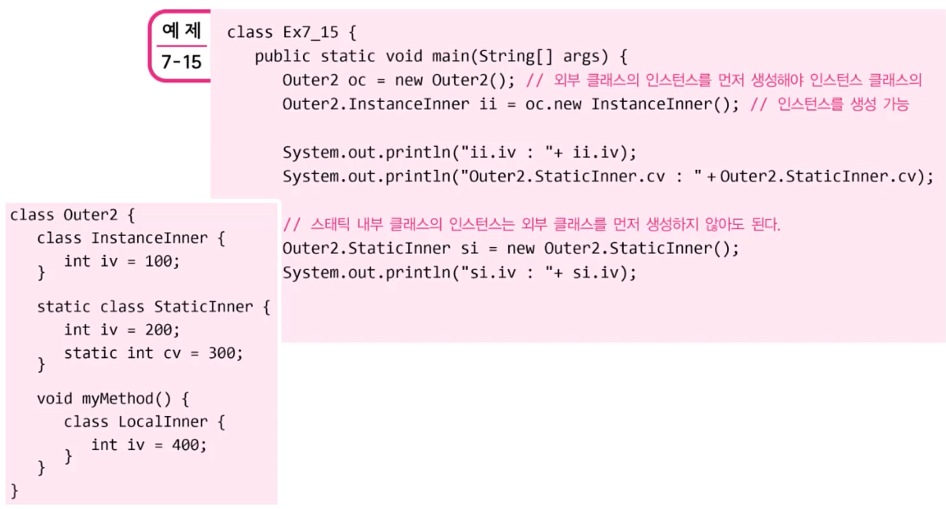 예제
7-15
class Ex7_15 {
public static void main(String[] args) {
Outer2 oc = new Outer2(); // 외부 클래스의 인스턴스를 먼저 생성해야 인스턴스 클래스의
Outer2.InstanceInner ii = oc.new InstanceInner(); // 인스턴스를 생성 가능
System.out.println("ii.iv : "+ ii.iv);
System.out.println("Outer2.StaticInner.cv : "+Outer2.StaticInner.cv);
// 스태틱 내부 클래스의 인스턴스는 외부 클래스를 먼저 생성하지 않아도 된다.
Outer2.StaticInner si = new Outer2.StaticInner();
System.out.println("si.iv : "+ si.iv);
class Outer2 {
class InstanceInner {
int iv = 100;
}
static class StaticInner {
int iv = 200;
static int cv = 300;
}
void myMethod() {
class LocalInner {
int iv = 400;
}
}
}